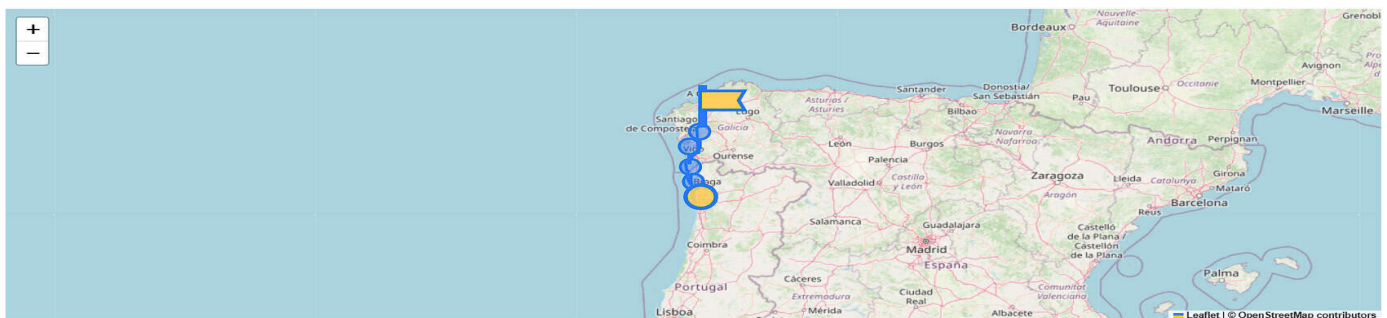 +
−
Bordeaux
Nouvelle-
Aquitaine
Grenobl
Avignon
Montpellier
Occitanie
Toulouse
Marseille
Pau
Donostia/
San Sebastián
Santander
Bilbao
Asturias /
Asturies
A C
Lugo
Santiago
de Composte
Galicia
Vigo
Ourense
León
Burgos
Navarra -
Nafarroa
Andorra
Perpignan
Palencia
Girona
Mataró
Zaragoza
Lleida
Catalunya
Barcelona
Castilla
y León
Valladolid
Aragón
Reus
Braga
Salamanca
Guadalajara
Castelló
de la Plana /
Castellón
de la Plana
Coimbra
Madrid
España
Palma
Cáceres
Portugal
Extremadura
Ciudad
Real
Comunitat
Valenciana
Lisboa
Mérida
Albacete
Leaflet | © OpenStreetMap contributors